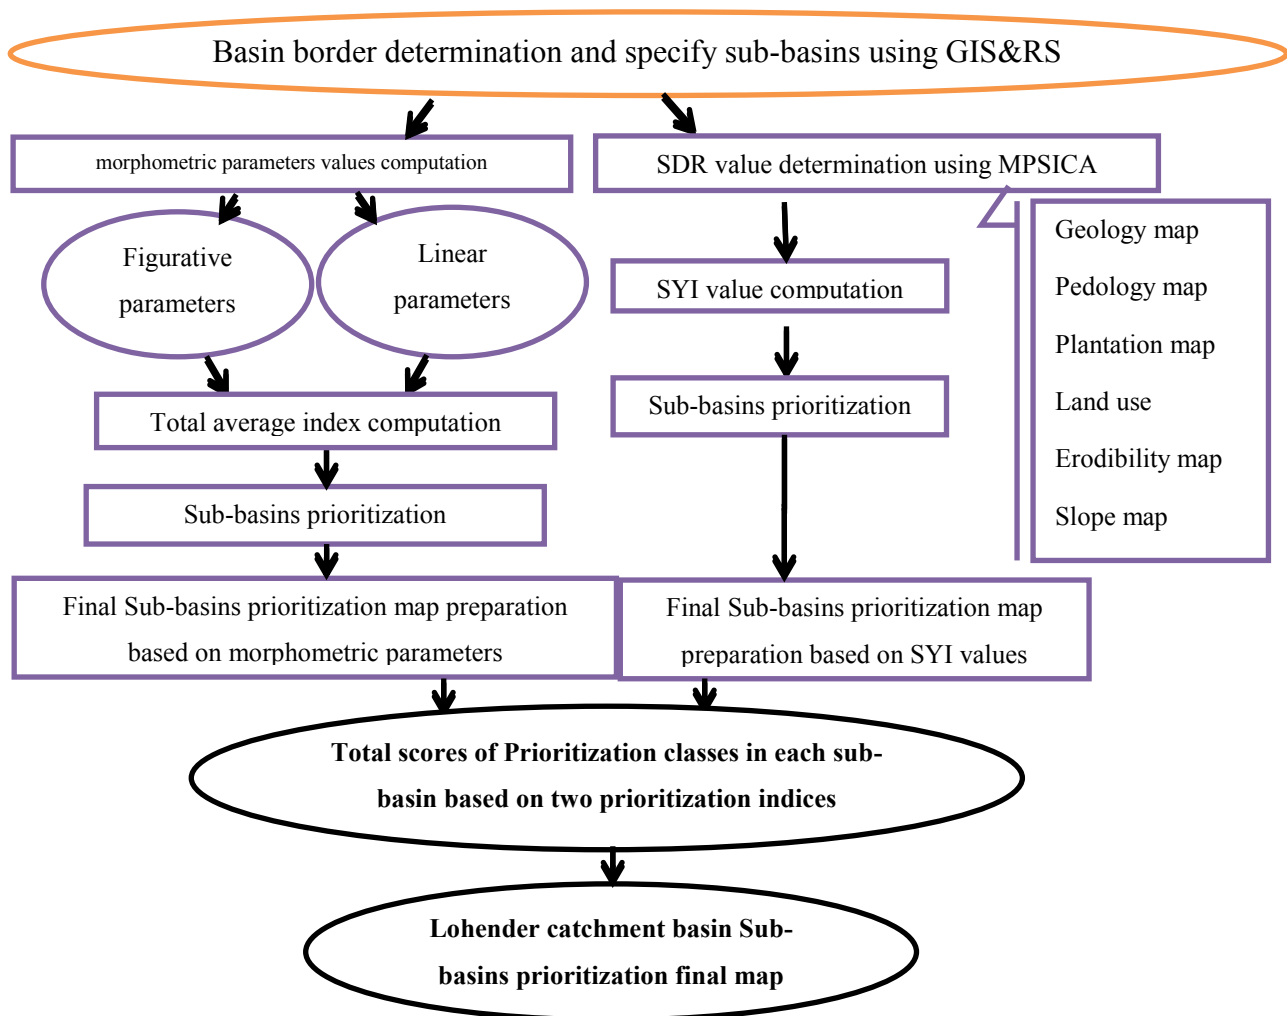 Basin border determination and specify sub-basins using GIS&RS
morphometric parameters values computation
SDR value determination using MPSICA
Figurative
parameters
Linear
parameters
SYI value computation
Geology map
Pedology map
Plantation map
Land use
Erodibility map
Slope map
Total average index computation
Sub-basins prioritization
Sub-basins prioritization
Final Sub-basins prioritization map preparation
based on morphometric parameters
Final Sub-basins prioritization map
preparation based on SYI values
Total scores of Prioritization classes in each sub-
basin based on two prioritization indices
Lohender catchment basin Sub-
basins prioritization final map